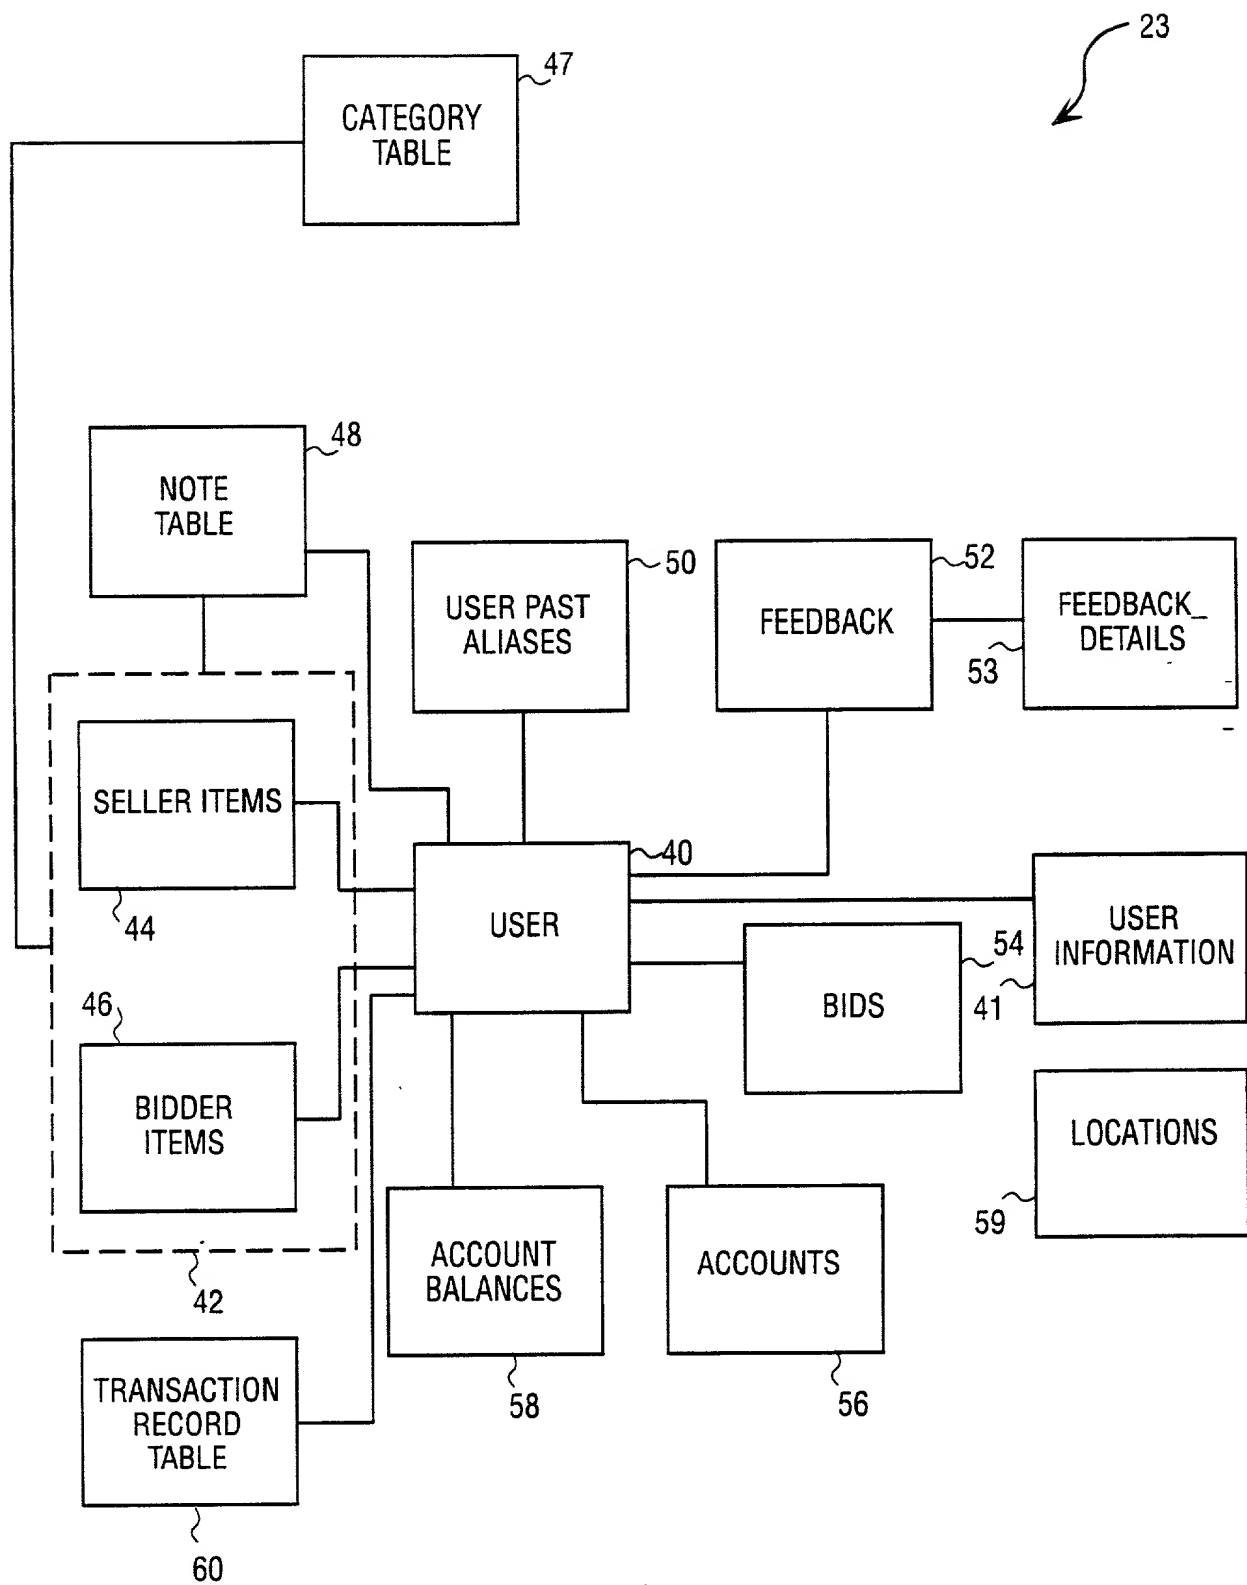 23
47
CATEGORY
TABLE
48
NOTE
TABLE
50
USER PAST
ALIASES
52
FEEDBACK
53
FEEDBACK
DETAILS
SELLER ITEMS
44
40
USER
54
BIDS
USER
INFORMATION
41
46
BIDDER
ITEMS
42
LOCATIONS
59
ACCOUNT
BALANCES
58
ACCOUNTS
56
TRANSACTION
RECORD
TABLE
60